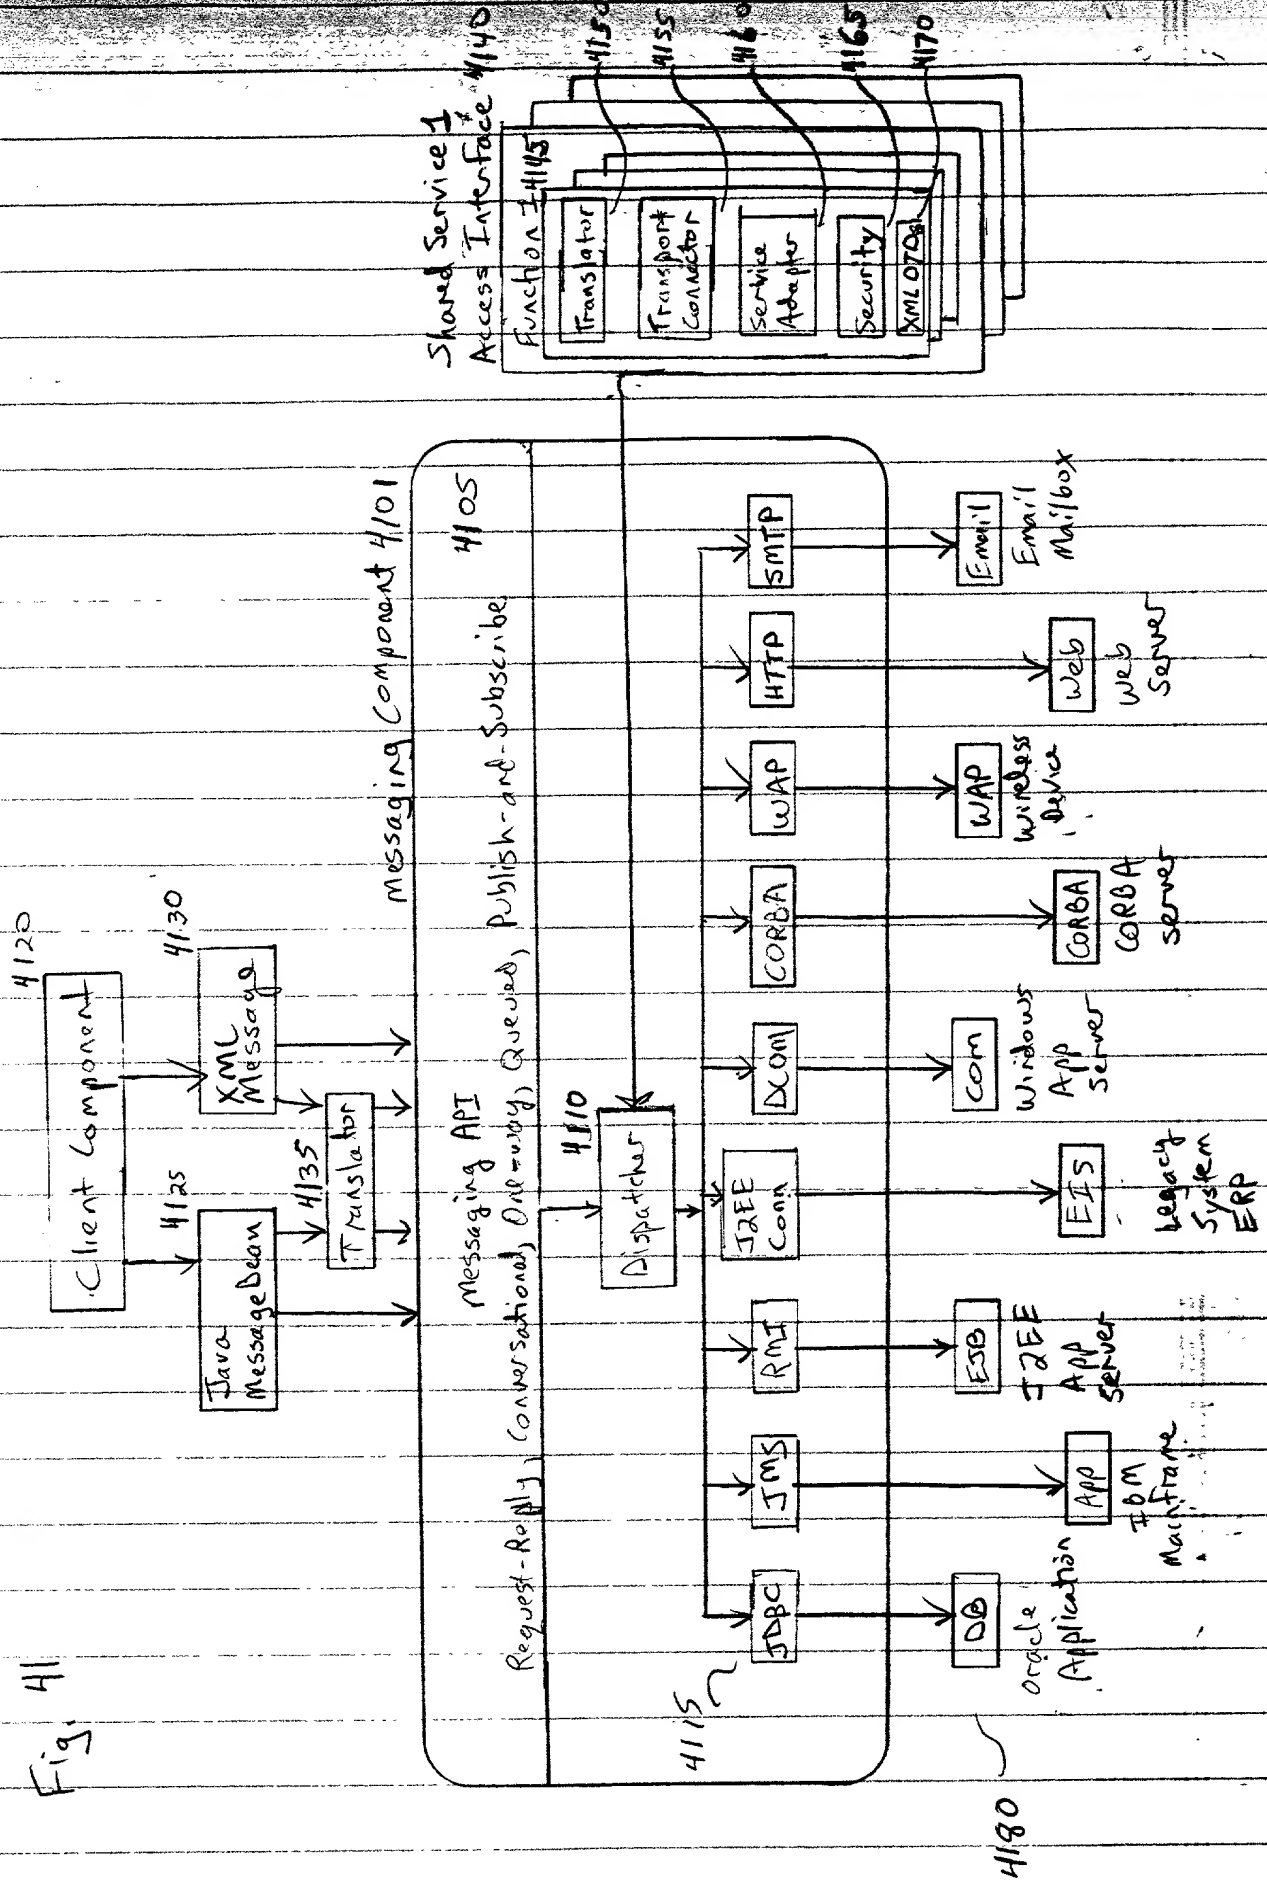 Fig. 41
Client Component
4120
4125
4130
Java
MessageBean
XML
Message
4135
Translator
Messaging Component 4101
Messaging API
4105
Request-Reply, Conversational, One-way, Queued, Publish-and-Subscribe
4110
Dispatcher
4115
JDBC
JMS
RMI
J2EE
Conn
DCOM
CORBA
WAP
HTTP
SMTP
4180
DB
Oracle
Application
App
IBM
Mainframe
EJB
J2EE
App
Server
EIS
Legacy
System
ERP
COM
Windows
App
Server
CORBA
CORBA
Server
WAP
Wireless
Device
Web
Web
Server
Email
Email
Mailbox
Shared Service 1
Access Interface 4140
Function 1 4145
Translator
4150
Transport
Connector
4155
Service
Adapter
4160
Security
4165
XML DTDs
4170